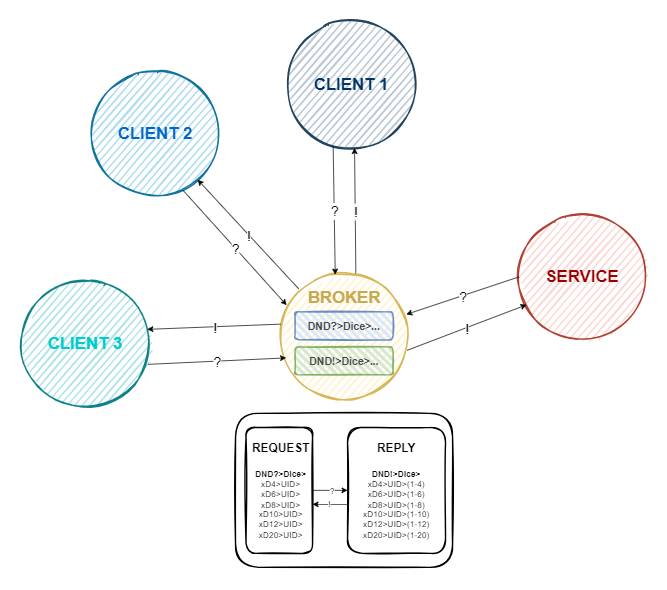 CLIENT 1
CLIENT 2
?
!
!
?
SERVICE
?
BROKER
DND?>Dice>...
!
!
CLIENT 3
?
DND!>Dice>...
REQUEST
REPLY
DND?>Dice>
xD4>UID>
xD6>UID>
xD8>UID>
xD10>UID>
xD12>UID>
xD20>UID>
?
!
DND!>Dice>
xD4>UID>(1-4)
xD6>UID>(1-6)
xD8>UID>(1-8)
xD10>UID>(1-10)
xD12>UID>(1-12)
xD20>UID>(1-20)